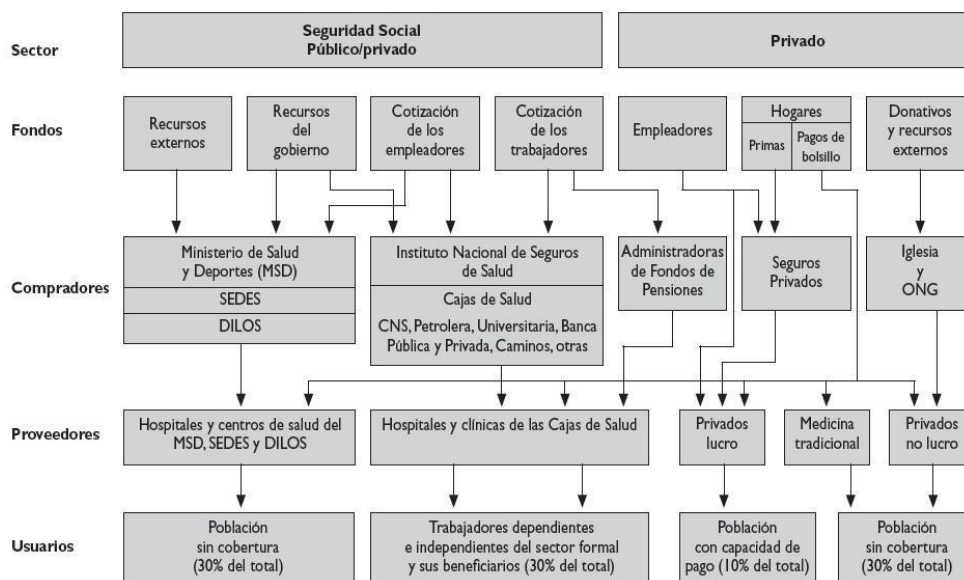 Sector
Seguridad Social
Público/privado
Privado
Fondos
Recursos
externos
Recursos
del
gobierno
Cotización
de los
empleadores
Cotización
de los
trabajadores
Empleadores
Hogares
Primas
Pagos de
bolsillo
Donativos
y recursos
externos
Compradores
Ministerio de Salud
y Deportes (MSD)
SEDES
DILOS
Instituto Nacional de Seguros
de Salud
Cajas de Salud
CNS, Petrolera, Universitaria, Banca
Pública y Privada, Caminos, otras
Administradoras
de Fondos de
Pensiones
Seguros
Privados
Iglesia
y
ONG
Proveedores
Hospitales y centros de salud del
MSD, SEDES y DILOS
Hospitales y clínicas de las Cajas de Salud
Privados
lucro
Medicina
tradicional
Privados
no lucro
Usuarios
Población
sin cobertura
(30% del total)
Trabajadores dependientes
e independientes del sector formal
y sus beneficiarios (30% del total)
Población
con capacidad de
pago (10% del total)
Población
sin cobertura
(30% del total)